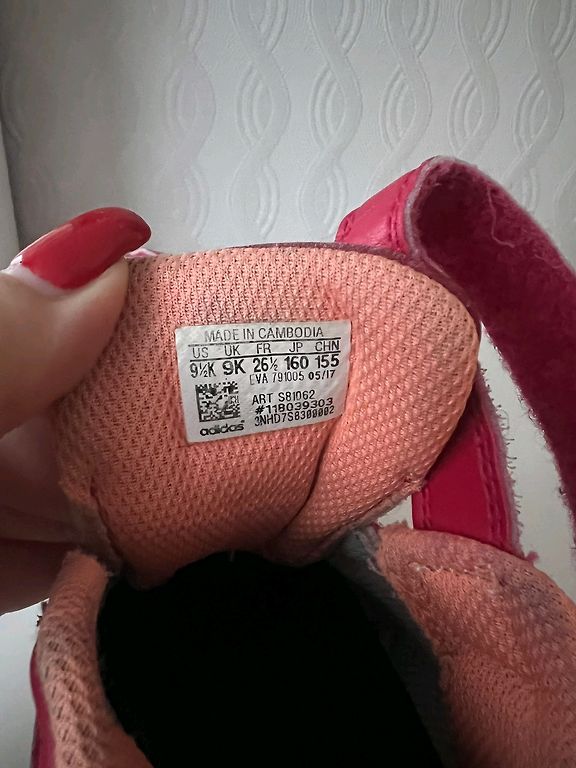 MADE IN CAMBODIA
US UK FR JP CHN
9½K 9K 26½ 160 155
EVA 791005 05/17
ART S81062
#118039303
3NHD7S8300002
adidas